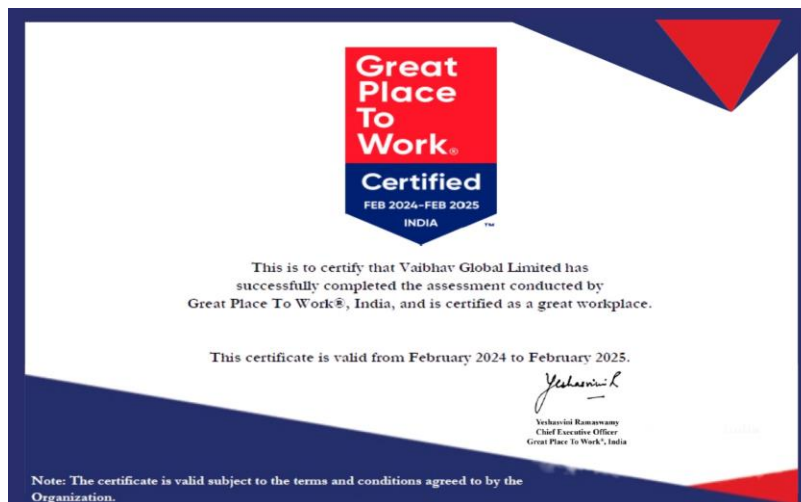 Great
Place
To
Work®
Certified
FEB 2024–FEB 2025
INDIA
™
This is to certify that Vaibhav Global Limited has
successfully completed the assessment conducted by
Great Place To Work®, India, and is certified as a great workplace.
This certificate is valid from February 2024 to February 2025.
Yeshasvini R
Yeshasvini Ramaswamy
Chief Executive Officer
Great Place To Work®, India
Note: The certificate is valid subject to the terms and conditions agreed to by the
Organization.